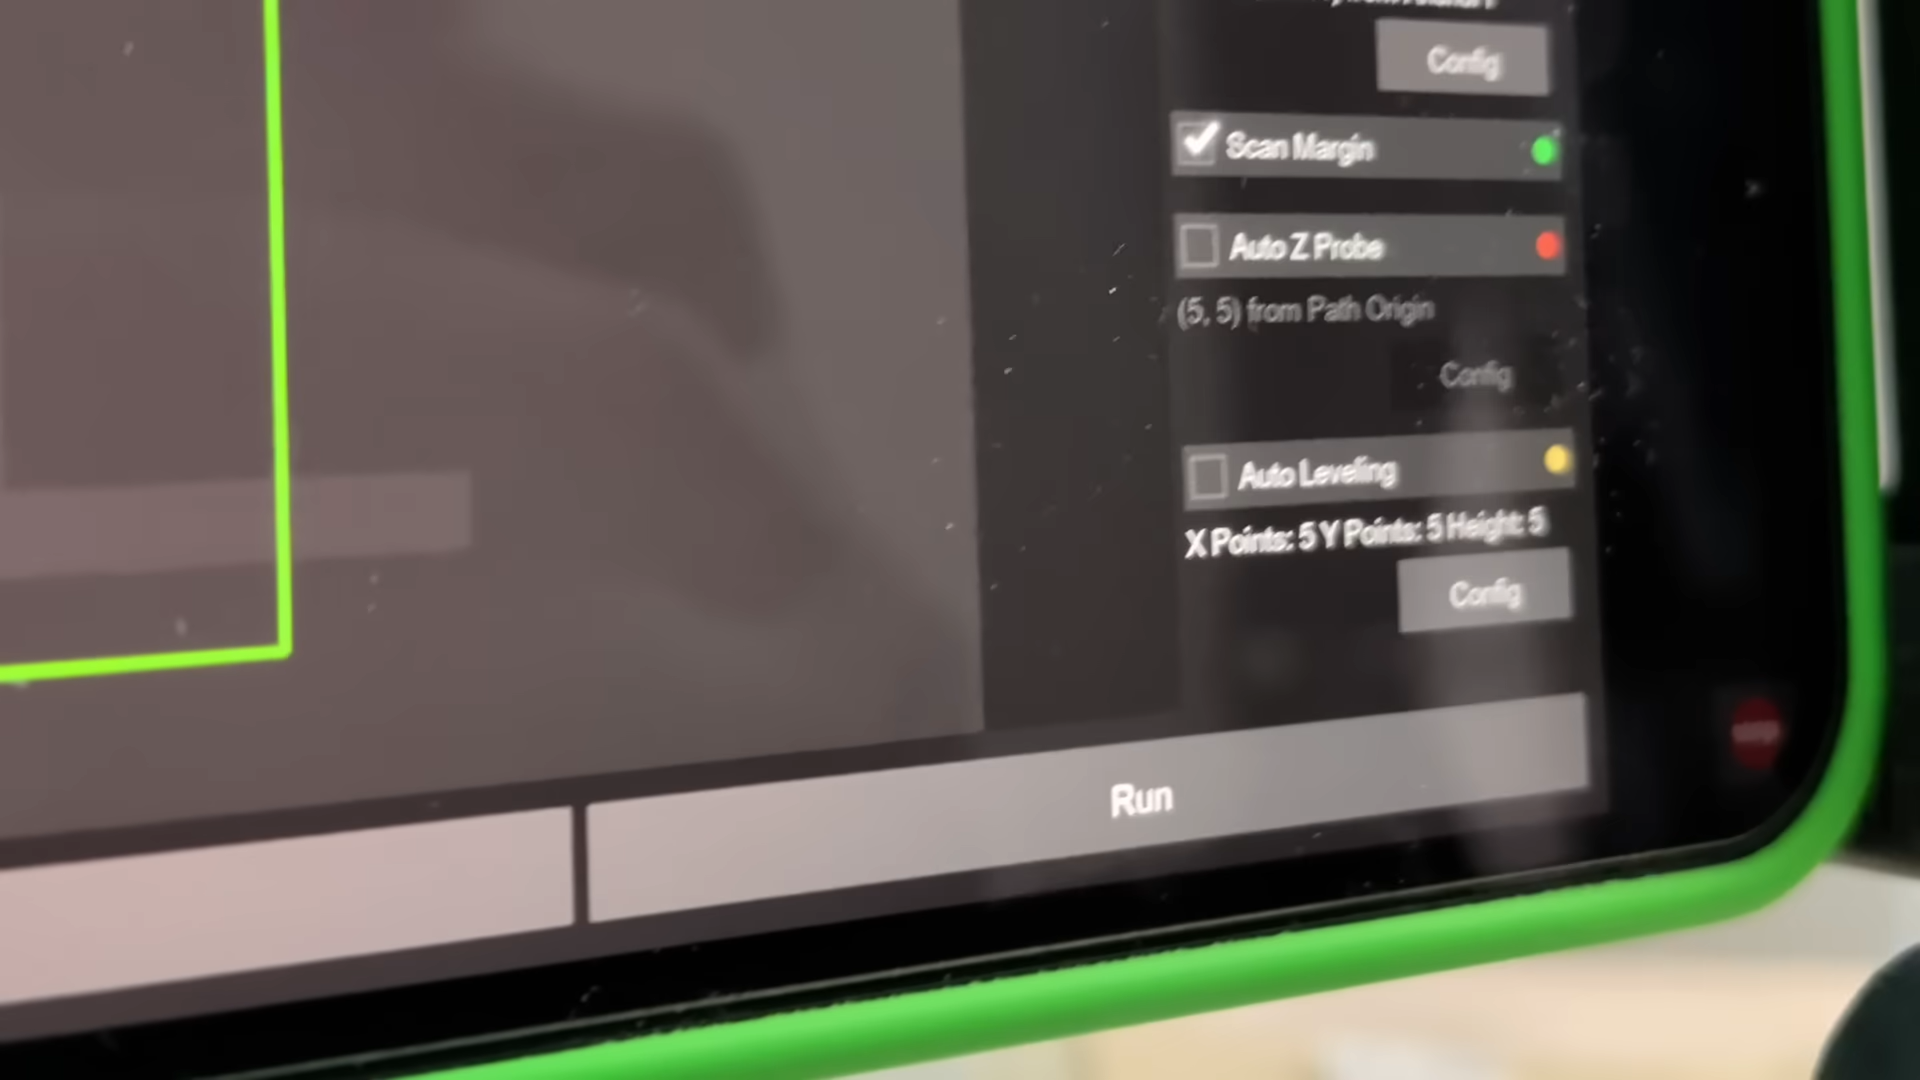 Config
Scan Margin
Auto Z Probe
(5, 5) from Path Origin
Config
Auto Leveling
X Points: 5 Y Points: 5 Height: 5
Config
Run